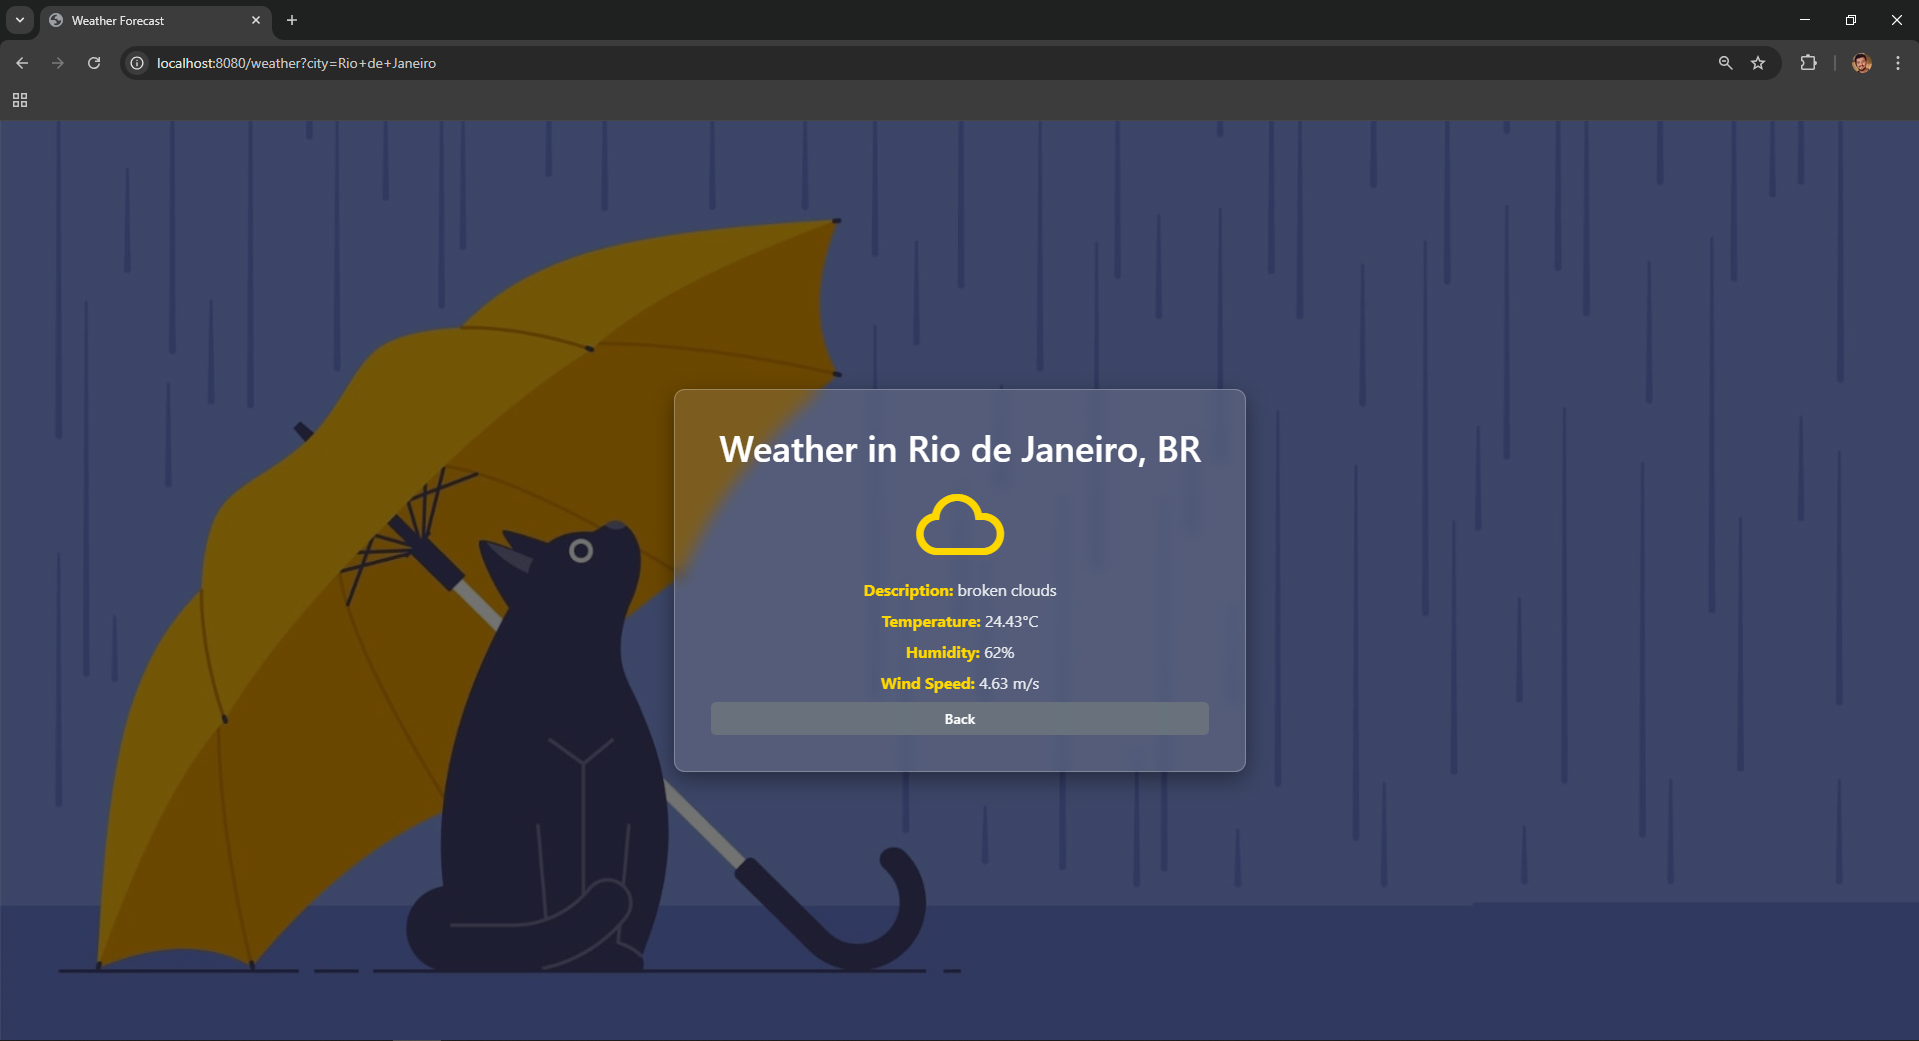 Weather Forecast
localhost:8080/weather?city=Rio+de+Janeiro
Weather in Rio de Janeiro, BR
Description: broken clouds
Temperature: 24.43°C
Humidity: 62%
Wind Speed: 4.63 m/s
Back